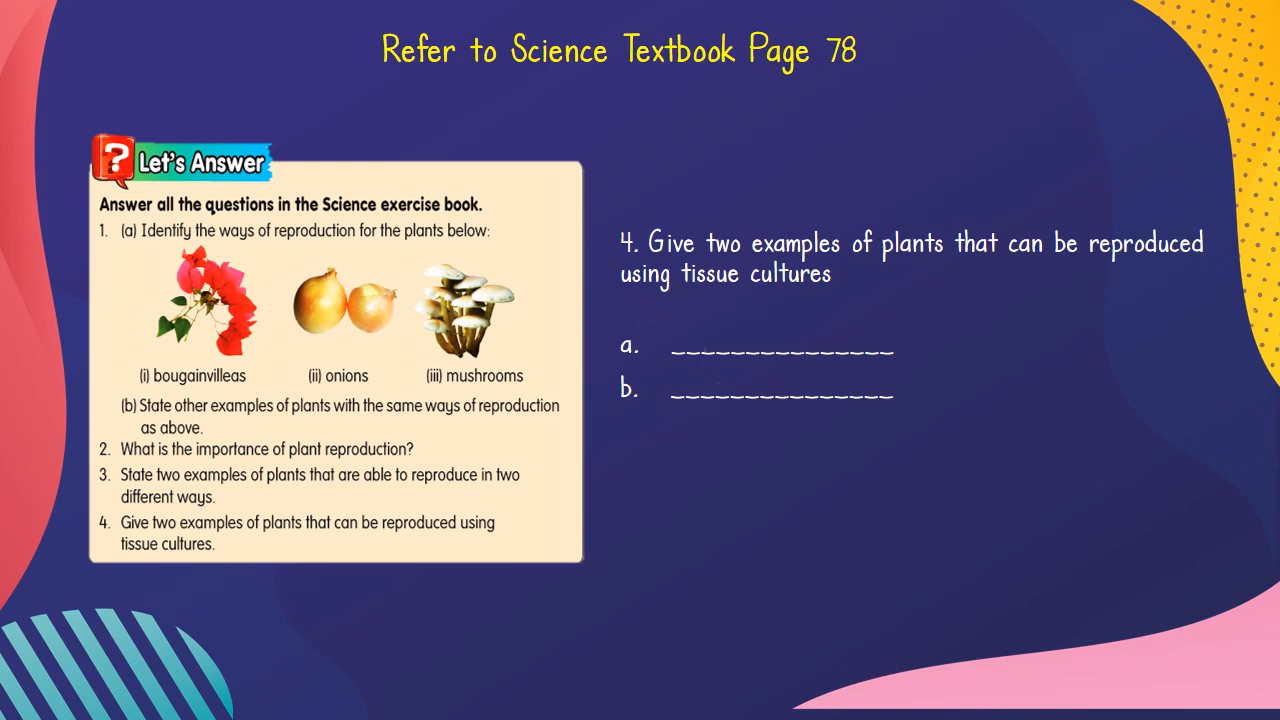 Refer to Science Textbook Page 78
?
Let's Answer
Answer all the questions in the Science exercise book.
1. (a) Identify the ways of reproduction for the plants below:
(i) bougainvilleas (ii) onions (iii) mushrooms
(b) State other examples of plants with the same ways of reproduction
as above.
2. What is the importance of plant reproduction?
3. State two examples of plants that are able to reproduce in two
different ways.
4. Give two examples of plants that can be reproduced using
tissue cultures.
4. Give two examples of plants that can be reproduced
using tissue cultures
a. _______________
b. _______________